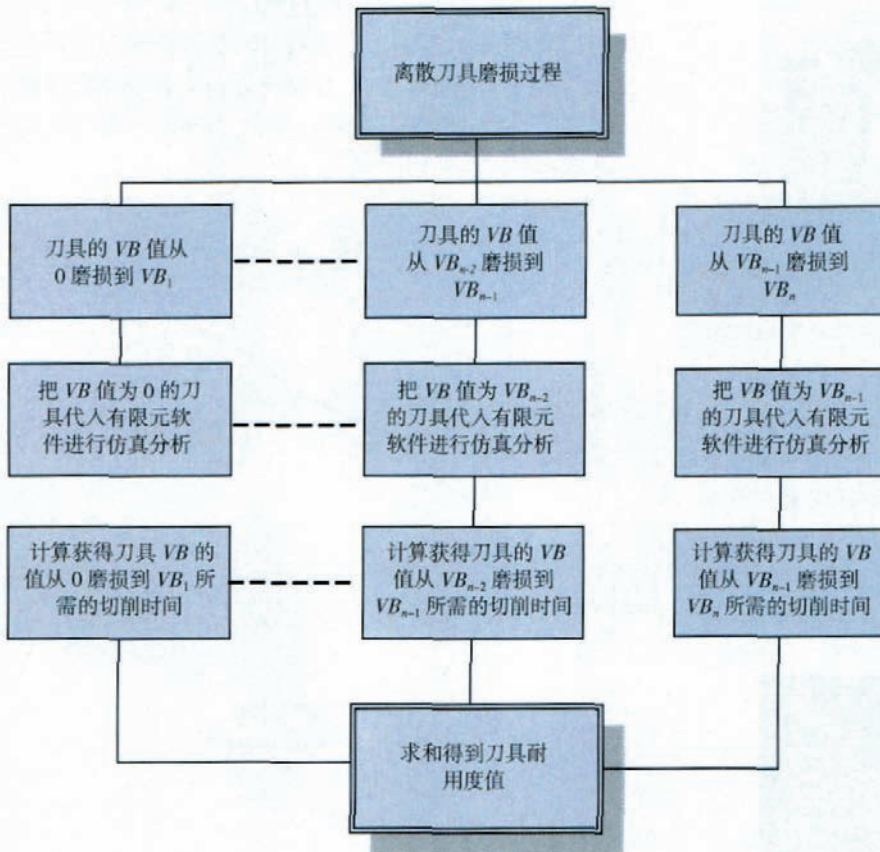 离散刀具磨损过程
刀具的 VB 值从
0 磨损到 VB₁
刀具的 VB 值
从 VBₙ₋₂ 磨损到
VBₙ₋₁
刀具的 VB 值
从 VBₙ₋₁ 磨损到
VBₙ
把 VB 值为 0 的刀
具代入有限元软
件进行仿真分析
把 VB 值为 VBₙ₋₂
的刀具代入有限元
软件进行仿真分析
把 VB 值为 VBₙ₋₁
的刀具代入有限元
软件进行仿真分析
计算获得刀具 VB 的
值从 0 磨损到 VB₁ 所
需的切削时间
计算获得刀具的 VB
值从 VBₙ₋₂ 磨损到
VBₙ₋₁ 所需的切削时间
计算获得刀具的 VB
值从 VBₙ₋₁ 磨损到
VBₙ 所需的切削时间
求和得到刀具耐
用度值